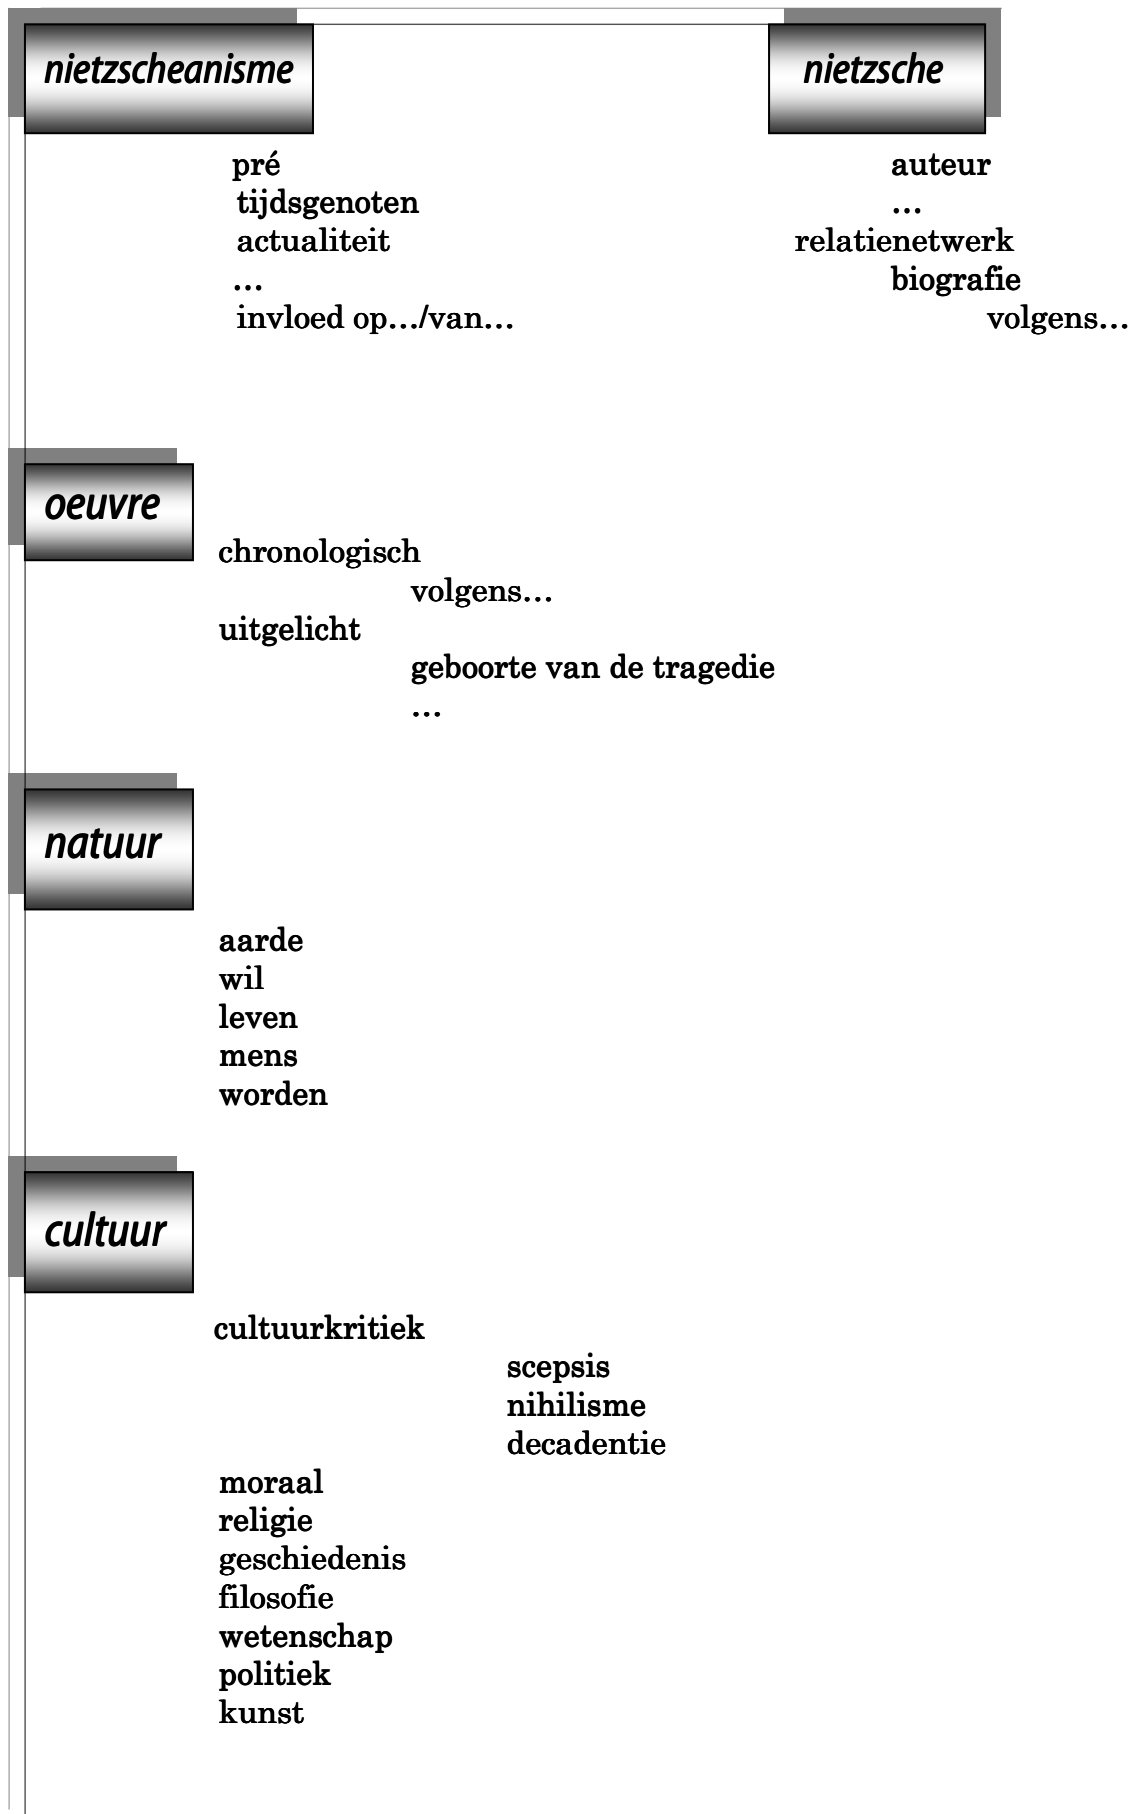 nietzscheanisme
nietzsche
pré
tijdsgenoten
actualiteit
...
invloed op.../van...
auteur
...
relatienetwerk
biografie
volgens...
oeuvre
chronologisch
volgens...
uitgelicht
geboorte van de tragedie
...
natuur
aarde
wil
leven
mens
worden
cultuur
cultuurkritiek
scepsis
nihilisme
decadentie
moraal
religie
geschiedenis
filosofie
wetenschap
politiek
kunst